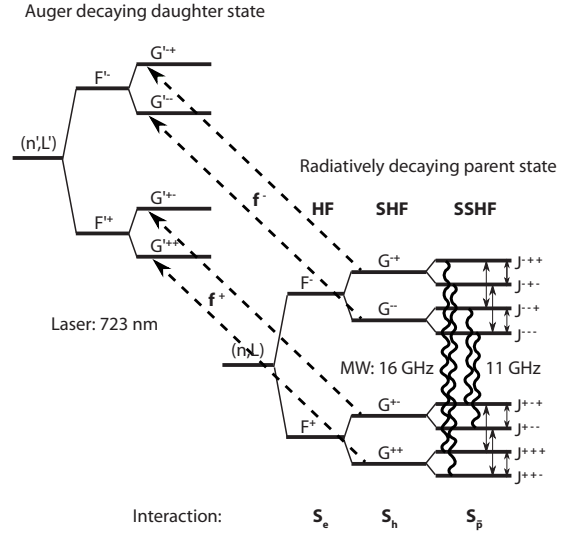 Auger decaying daughter state
G'-+
F'-
G'--
(n',L')
Radiatively decaying parent state
f -
HF SHF SSHF
G'+-
F'+
G'++
f +
G-+
F-
G--
J-++
J-+-
J--+
J---
Laser: 723 nm
(n,L)
MW: 16 GHz 11 GHz
G+-
F+
G++
J+-+
J+--
J+++
J++-
Interaction: Se Sh Sp̄